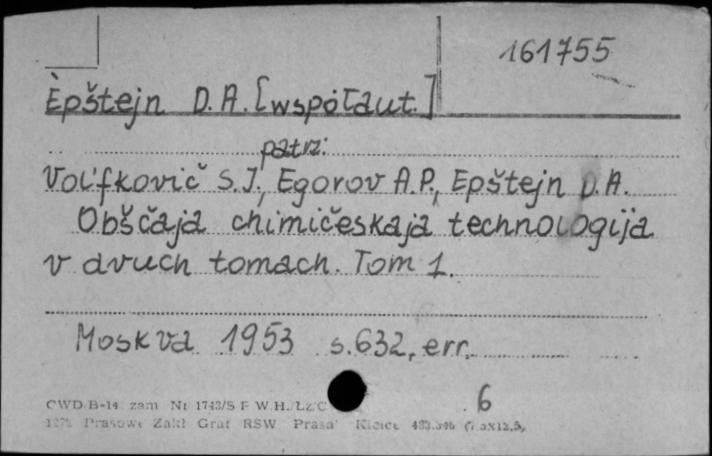 161755
Èpštejn D.A. [współaut.]
patrz:
Vol'fkovič S.I., Egorov A.P., Epštejn D.A.
Obščaja chimičeskaja technologija
v dvuch tomach. Tom 1.
Moskva 1953 s.632, err.
6
CWD B-14 zam Nr 1743/S F W.H./Lz/C
Prasowe Zakł Graf RSW "Prasa" Kielce